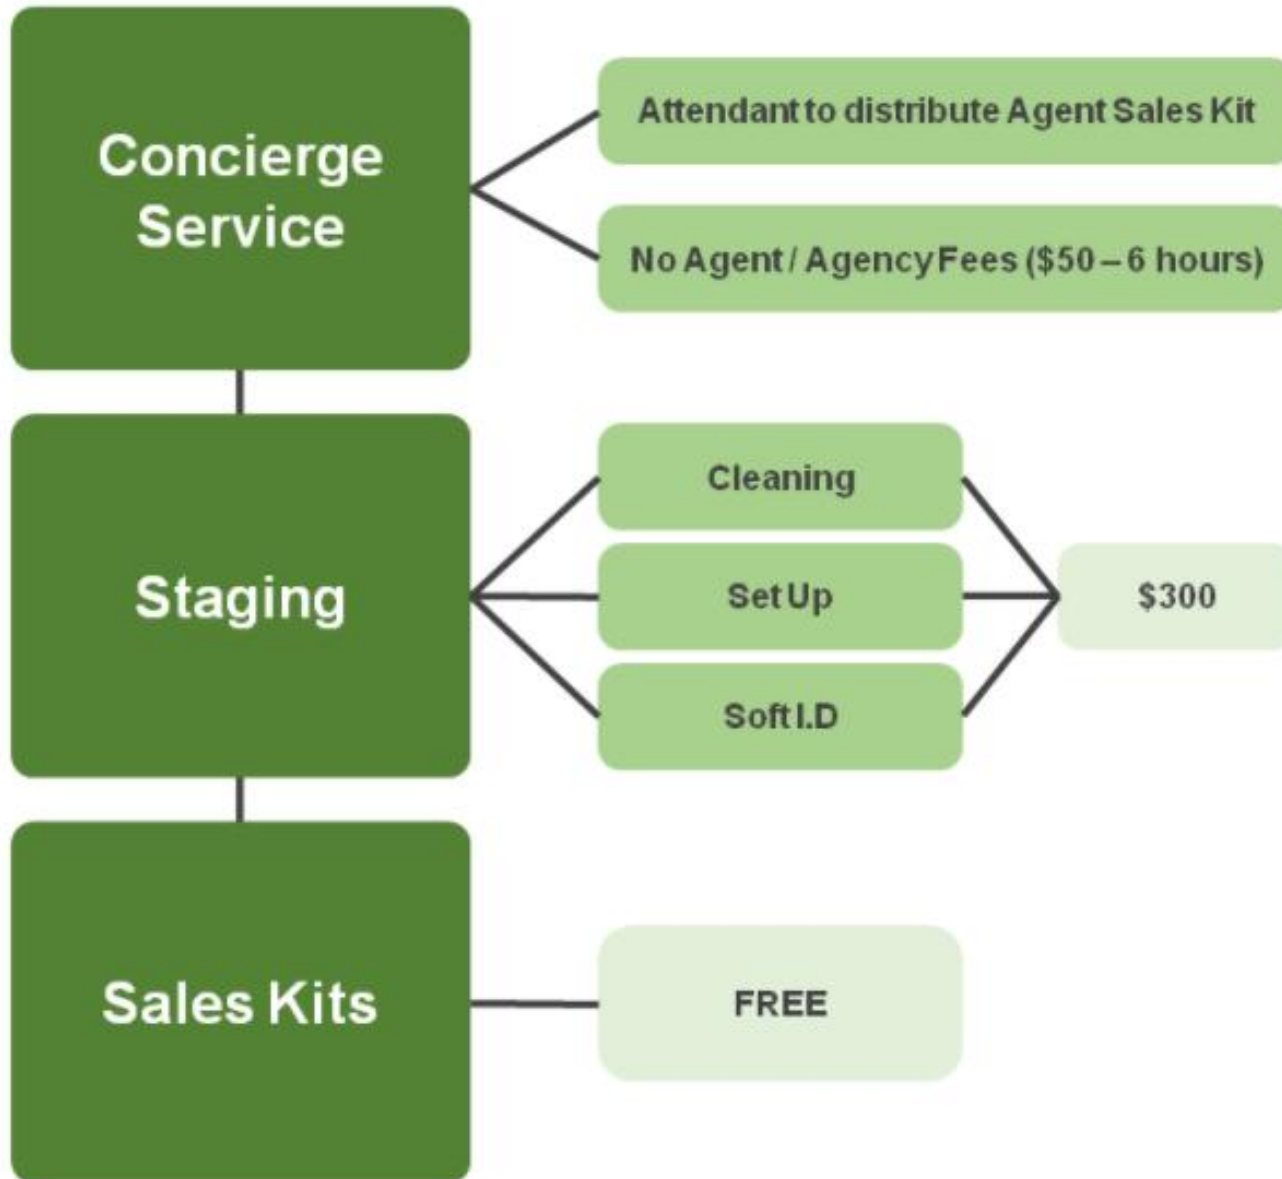 Concierge
Service
Attendant to distribute Agent Sales Kit
No Agent / Agency Fees ($50 – 6 hours)
Staging
Cleaning
Set Up
Soft I.D
$300
Sales Kits
FREE